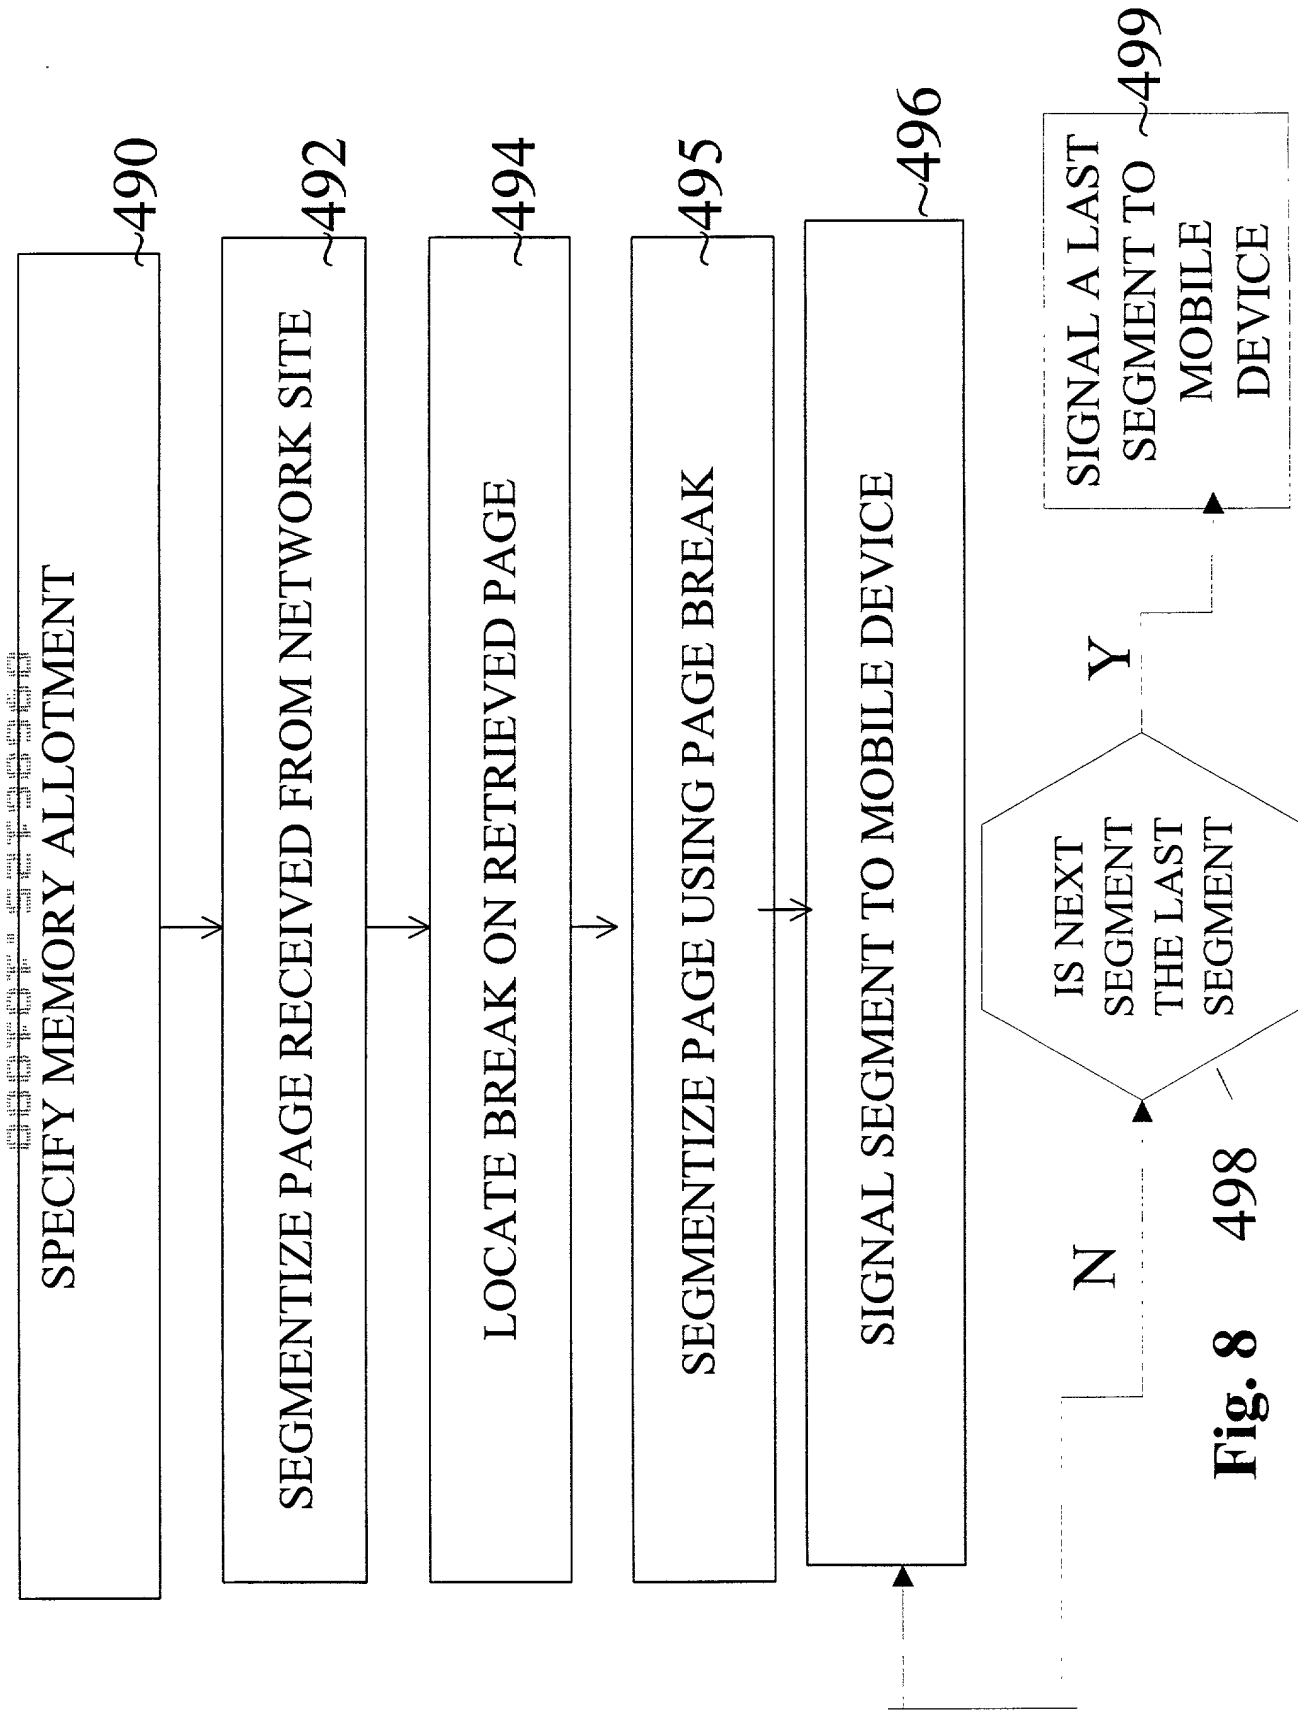 SPECIFY MEMORY ALLOTMENT
490
SEGMENTIZE PAGE RECEIVED FROM NETWORK SITE
492
LOCATE BREAK ON RETRIEVED PAGE
494
SEGMENTIZE PAGE USING PAGE BREAK
495
SIGNAL SEGMENT TO MOBILE DEVICE
496
N
IS NEXT
SEGMENT
THE LAST
SEGMENT
498
Y
SIGNAL A LAST
SEGMENT TO
MOBILE
DEVICE
499
Fig. 8